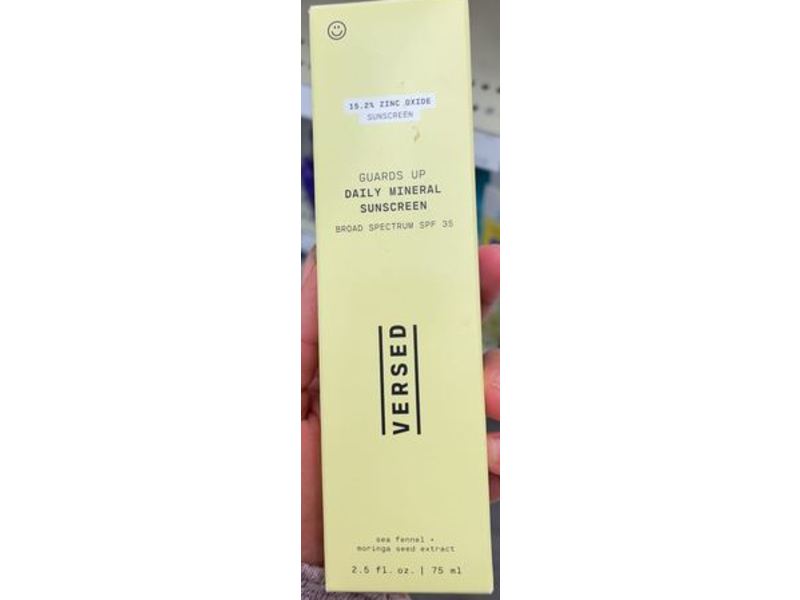 15.2% ZINC OXIDE
SUNSCREEN
GUARDS UP
DAILY MINERAL
SUNSCREEN
BROAD SPECTRUM SPF 35
VERSED
sea fennel +
moringa seed extract
2.5 fl. oz. | 75 ml